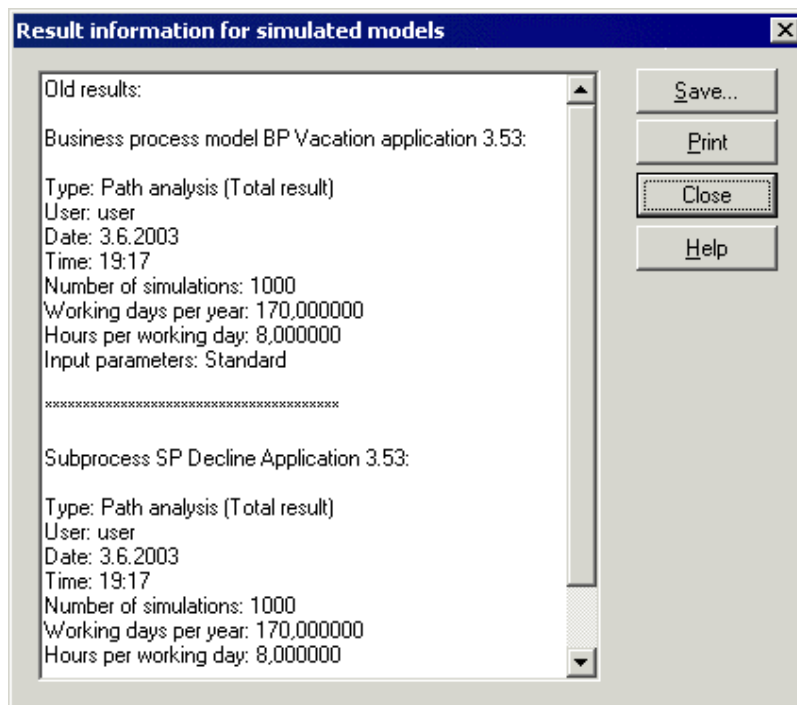 Result information for simulated models
Old results:
Business process model BP Vacation application 3.53:
Type: Path analysis (Total result)
User: user
Date: 3.6.2003
Time: 19:17
Number of simulations: 1000
Working days per year: 170,000000
Hours per working day: 8,000000
Input parameters: Standard
***************************************
Subprocess SP Decline Application 3.53:
Type: Path analysis (Total result)
User: user
Date: 3.6.2003
Time: 19:17
Number of simulations: 1000
Working days per year: 170,000000
Hours per working day: 8,000000
Save...
Print
Close
Help